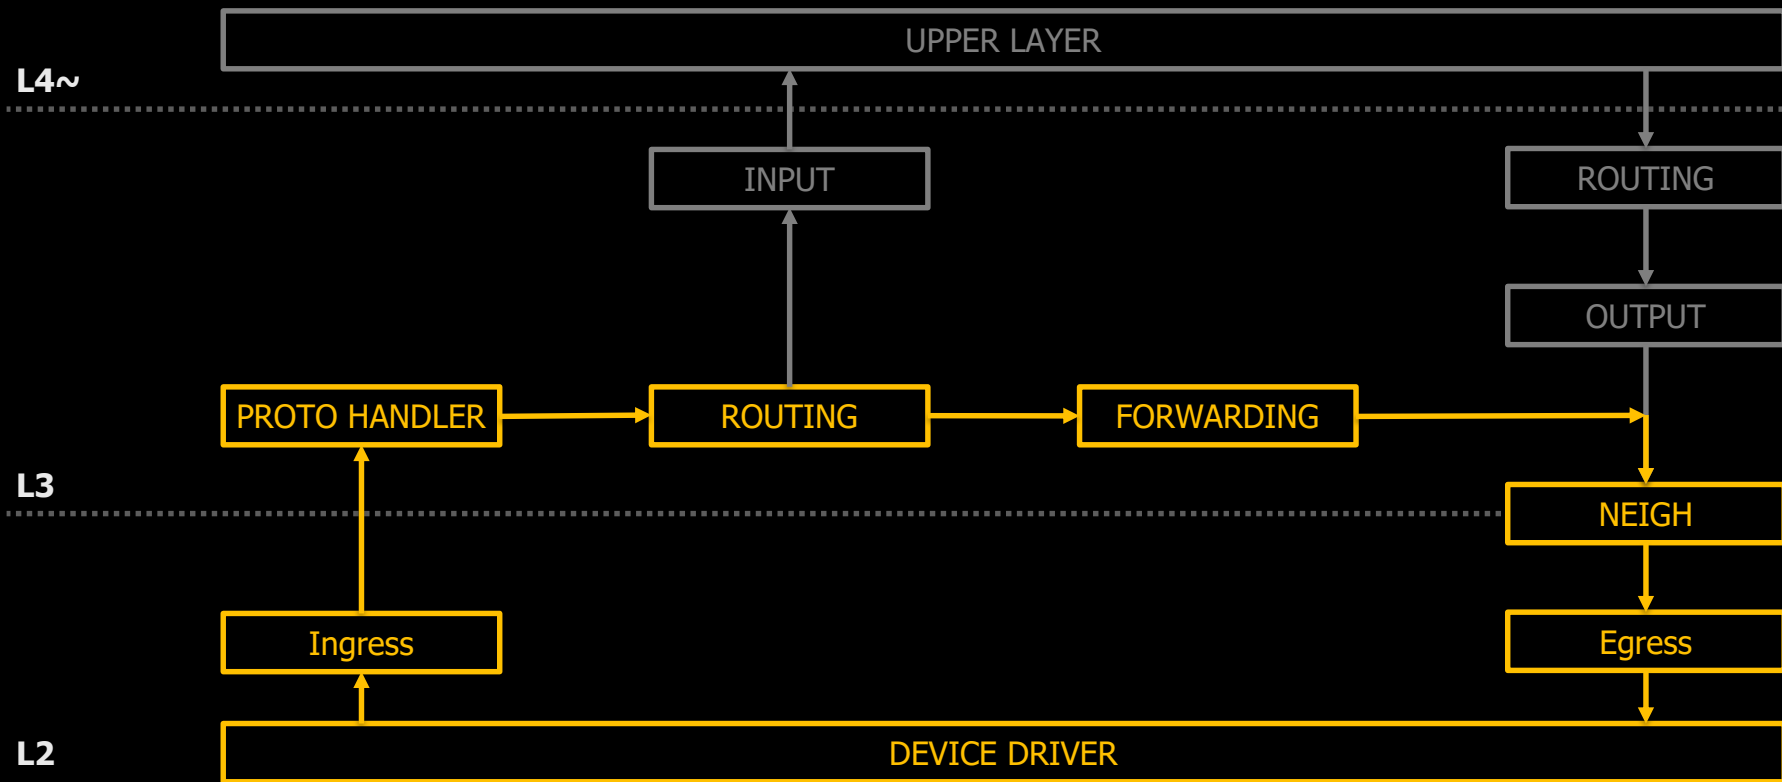 UPPER LAYER
L4~
INPUT
ROUTING
OUTPUT
PROTO HANDLER
ROUTING
FORWARDING
L3
NEIGH
Ingress
Egress
L2
DEVICE DRIVER